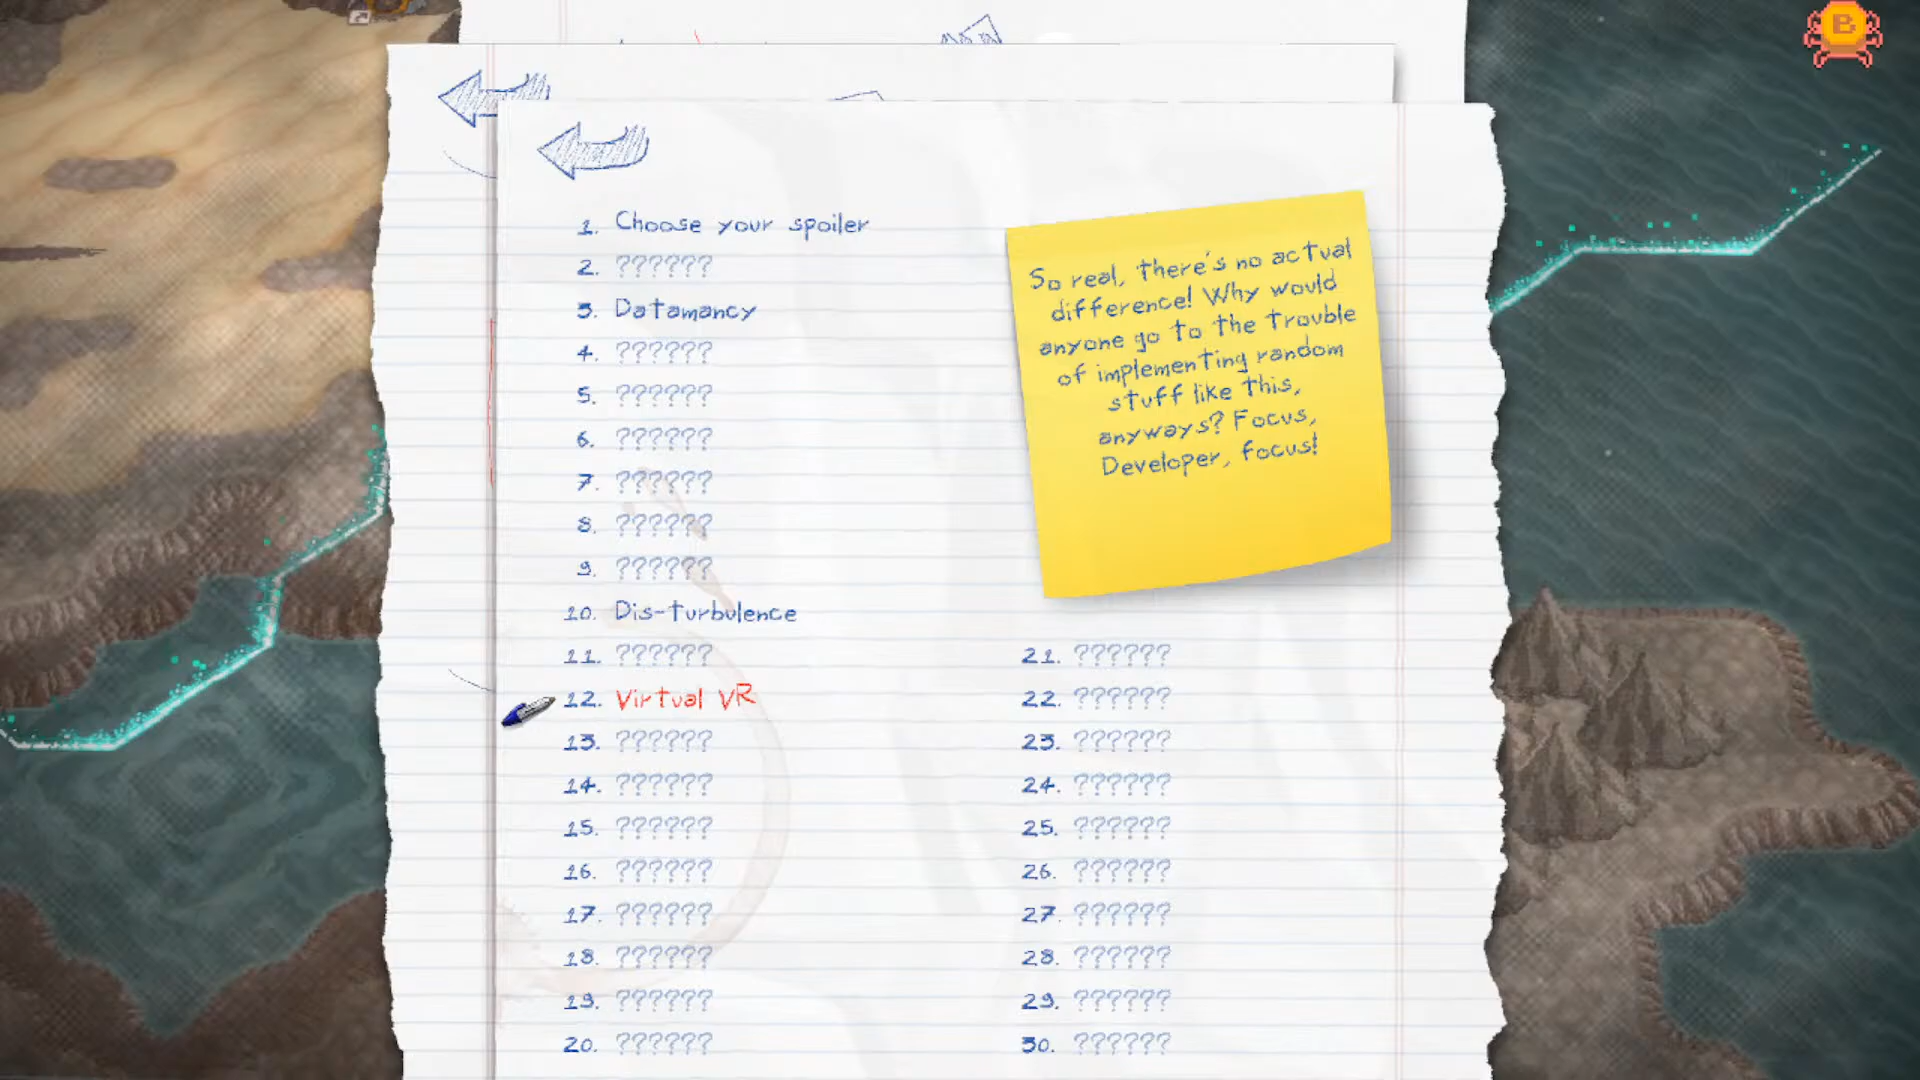 B
1. Choose your spoiler
2. ??????
3. Datamancy
4. ??????
5. ??????
6. ??????
7. ??????
8. ??????
9. ??????
10. Dis-turbulence
11. ??????
12. Virtual VR
13. ??????
14. ??????
15. ??????
16. ??????
17. ??????
18. ??????
19. ??????
20. ??????
So real, there's no actual
difference! Why would
anyone go to the trouble
of implementing random
stuff like this,
anyways? Focus,
Developer, focus!
21. ??????
22. ??????
23. ??????
24. ??????
25. ??????
26. ??????
27. ??????
28. ??????
29. ??????
30. ??????